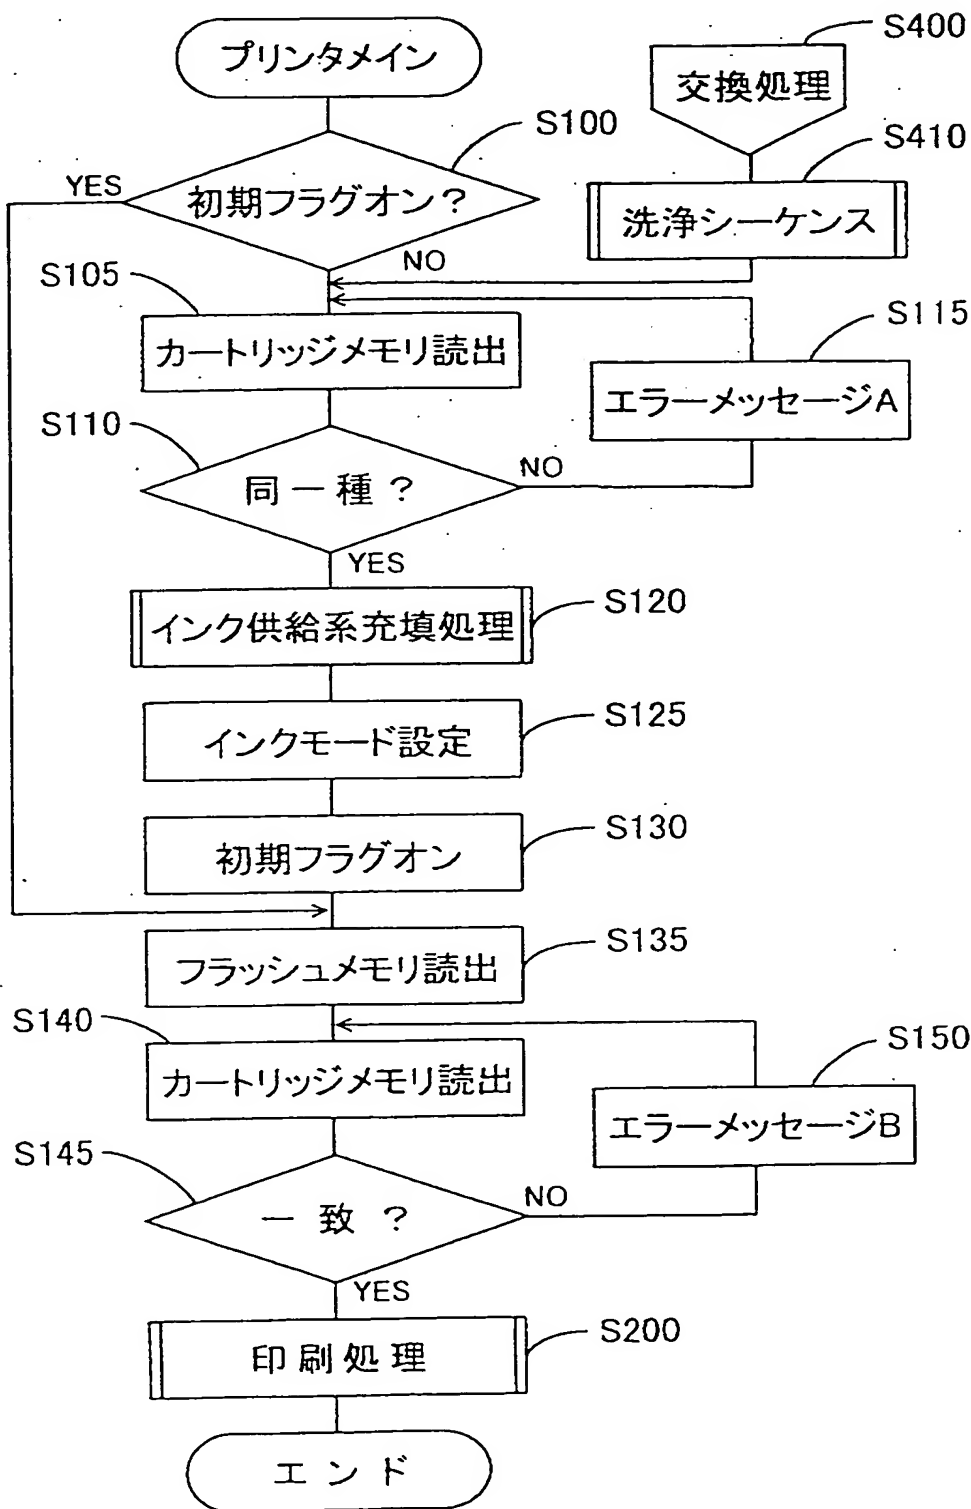 プリンタメイン
S400
交換処理
S100
初期フラグオン?
YES
NO
S410
洗浄シーケンス
S105
カートリッジメモリ読出
S115
エラーメッセージA
S110
同一種?
NO
YES
インク供給系充填処理
S120
インクモード設定
S125
初期フラグオン
S130
フラッシュメモリ読出
S135
S140
カートリッジメモリ読出
S150
エラーメッセージB
S145
一致?
NO
YES
印刷処理
S200
エンド